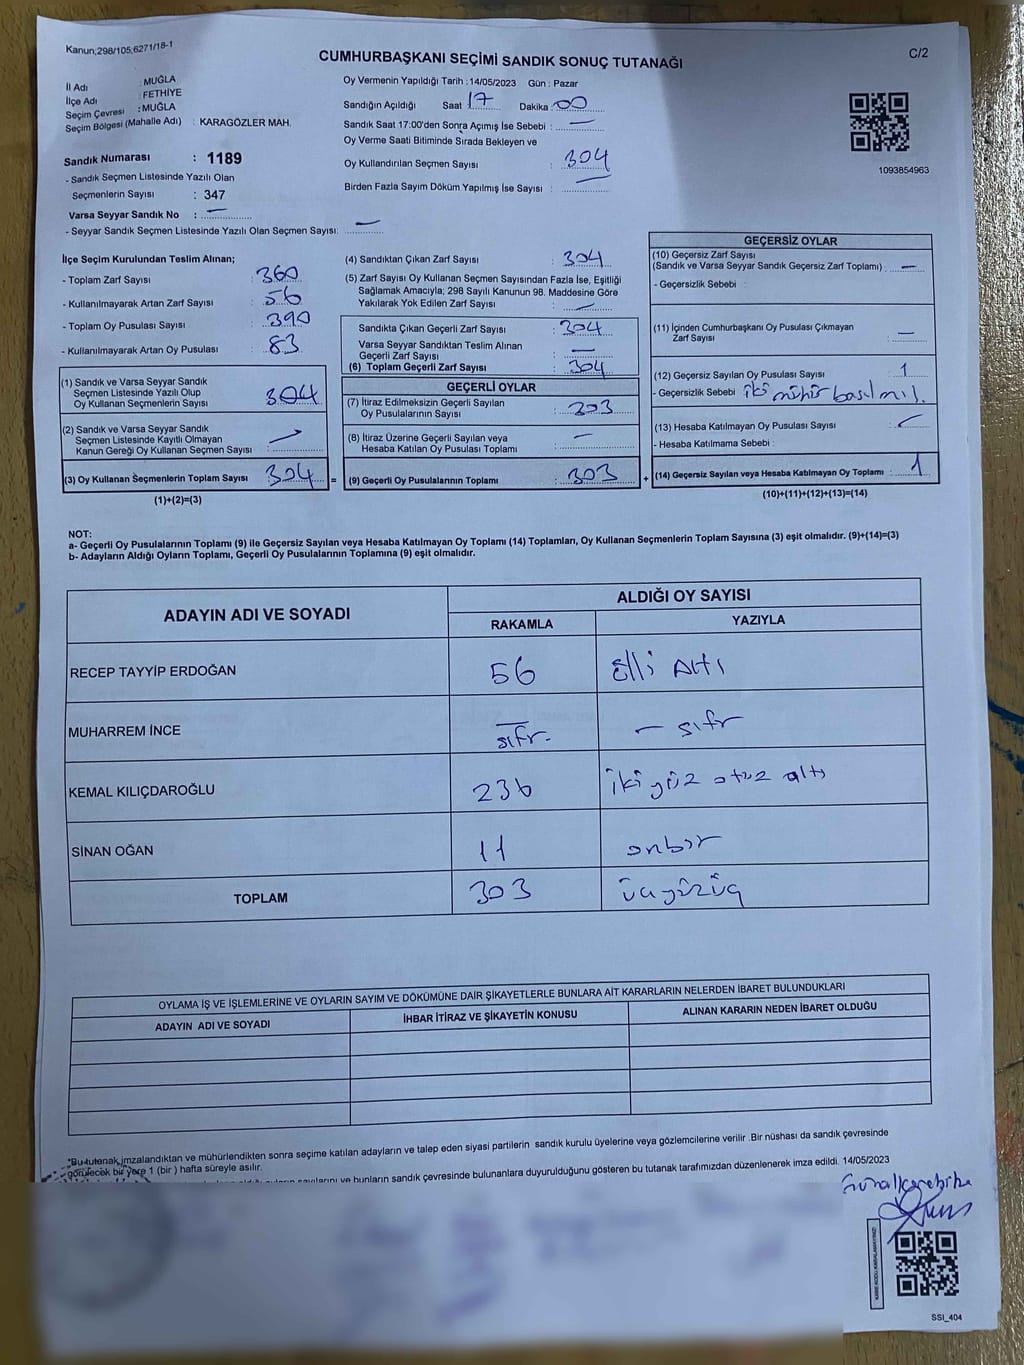 Kanun;298/105;6271/18-1
CUMHURBAŞKANI SEÇİMİ SANDIK SONUÇ TUTANAĞI
C/2
İl Adı : MUĞLA
İlçe Adı : FETHİYE
Seçim Çevresi : MUĞLA
Seçim Bölgesi (Mahalle Adı) : KARAGÖZLER MAH.
Sandık Numarası : 1189
- Sandık Seçmen Listesinde Yazılı Olan
Seçmenlerin Sayısı : 347
Varsa Seyyar Sandık No : —
- Seyyar Sandık Seçmen Listesinde Yazılı Olan Seçmen Sayısı: —
Oy Vermenin Yapıldığı Tarih :14/05/2023 Gün : Pazar
Sandığın Açıldığı Saat 17 Dakika 00
Sandık Saat 17:00'den Sonra Açımış İse Sebebi : —
Oy Verme Saati Bitiminde Sırada Bekleyen ve
Oy Kullandırılan Seçmen Sayısı : 304
Birden Fazla Sayım Döküm Yapılmış İse Sayısı : —
1093854963
İlçe Seçim Kurulundan Teslim Alınan;
- Toplam Zarf Sayısı : 360
- Kullanılmayarak Artan Zarf Sayısı : 56
- Toplam Oy Pusulası Sayısı : 390
- Kullanılmayarak Artan Oy Pusulası : 83
(1) Sandık ve Varsa Seyyar Sandık
Seçmen Listesinde Yazılı Olup
Oy Kullanan Seçmenlerin Sayısı : 304
(2) Sandık ve Varsa Seyyar Sandık
Seçmen Listesinde Kayıtlı Olmayan
Kanun Gereği Oy Kullanan Seçmen Sayısı : —
(3) Oy Kullanan Seçmenlerin Toplam Sayısı : 304
(1)+(2)=(3)
=
(4) Sandıktan Çıkan Zarf Sayısı : 304
(5) Zarf Sayısı Oy Kullanan Seçmen Sayısından Fazla İse, Eşitliği
Sağlamak Amacıyla; 298 Sayılı Kanunun 98. Maddesine Göre
Yakılarak Yok Edilen Zarf Sayısı : —
Sandıkta Çıkan Geçerli Zarf Sayısı : 304
Varsa Seyyar Sandıktan Teslim Alınan
Geçerli Zarf Sayısı : —
(6) Toplam Geçerli Zarf Sayısı : 304
GEÇERLİ OYLAR
(7) İtiraz Edilmeksizin Geçerli Sayılan
Oy Pusulalarının Sayısı : 303
(8) İtiraz Üzerine Geçerli Sayılan veya
Hesaba Katılan Oy Pusulası Toplamı : —
(9) Geçerli Oy Pusulalarının Toplamı : 303
+
GEÇERSİZ OYLAR
(10) Geçersiz Zarf Sayısı
(Sandık ve Varsa Seyyar Sandık Geçersiz Zarf Toplamı) : —
- Geçersizlik Sebebi :
(11) İçinden Cumhurbaşkanı Oy Pusulası Çıkmayan
Zarf Sayısı : —
(12) Geçersiz Sayılan Oy Pusulası Sayısı : 1
- Geçersizlik Sebebi : iki mühür basılmış.
(13) Hesaba Katılmayan Oy Pusulası Sayısı : —
- Hesaba Katılmama Sebebi :
(14) Geçersiz Sayılan veya Hesaba Katılmayan Oy Toplamı : 1
(10)+(11)+(12)+(13)=(14)
NOT:
a- Geçerli Oy Pusulalarının Toplamı (9) ile Geçersiz Sayılan veya Hesaba Katılmayan Oy Toplamı (14) Toplamları, Oy Kullanan Seçmenlerin Toplam Sayısına (3) eşit olmalıdır. (9)+(14)=(3)
b- Adayların Aldığı Oyların Toplamı, Geçerli Oy Pusulalarının Toplamına (9) eşit olmalıdır.
ADAYIN ADI VE SOYADI
ALDIĞI OY SAYISI
RAKAMLA YAZIYLA
RECEP TAYYİP ERDOĞAN 56 Elli Altı
MUHARREM İNCE — sıfr. — sıfr
KEMAL KILIÇDAROĞLU 236 iki yüz otuz altı
SİNAN OĞAN 11 onbir
TOPLAM 303 üçyüzüç
OYLAMA İŞ VE İŞLEMLERİNE VE OYLARIN SAYIM VE DÖKÜMÜNE DAİR ŞİKAYETLERLE BUNLARA AİT KARARLARIN NELERDEN İBARET BULUNDUKLARI
ADAYIN ADI VE SOYADI
İHBAR İTİRAZ VE ŞİKAYETİN KONUSU
ALINAN KARARIN NEDEN İBARET OLDUĞU
*Bu tutanak imzalandıktan ve mühürlendikten sonra seçime katılan adayların ve talep eden siyasi partilerin sandık kurulu üyelerine veya gözlemcilerine verilir .Bir nüshası da sandık çevresinde
görülecek bir yere 1 (bir ) hafta süreyle asılır.
sayılarını ve bunların sandık çevresinde bulunanlara duyurulduğunu gösteren bu tutanak tarafımızdan düzenlenerek imza edildi. 14/05/2023
SSI_404